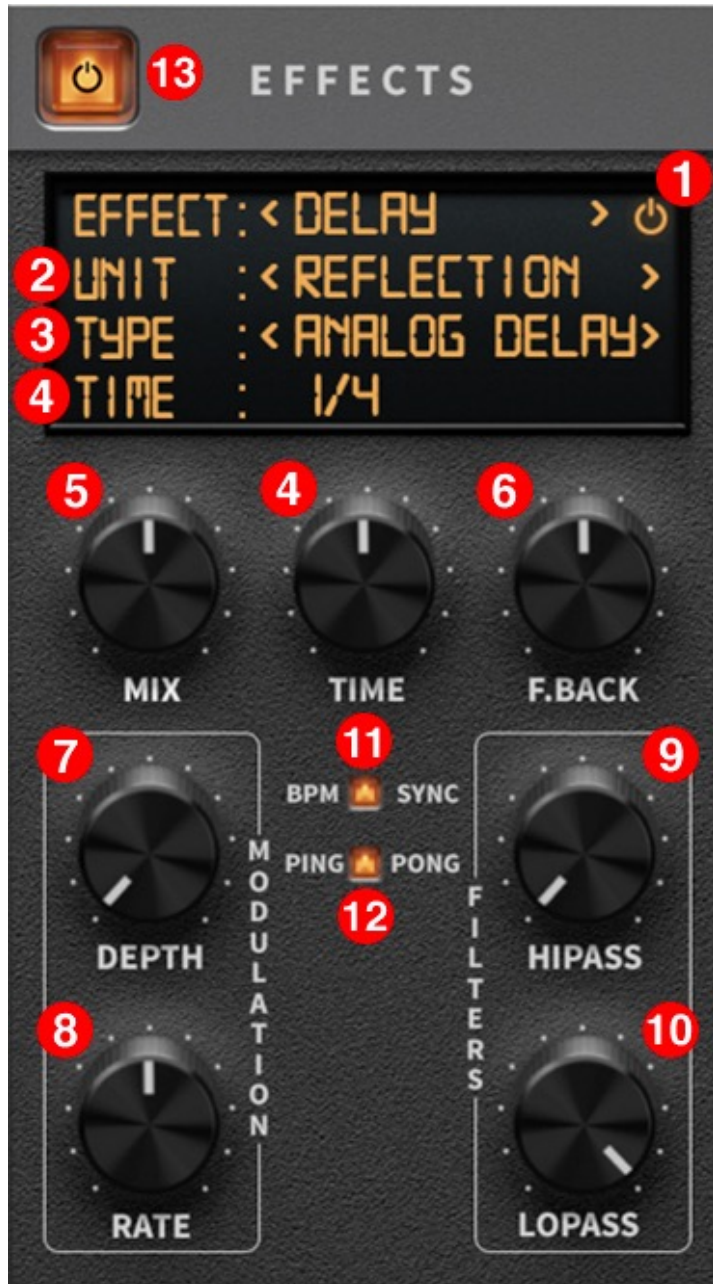 13 EFFECTS
1
EFFECT : < DELAY >
2 UNIT : < REFLECTION >
3 TYPE : < ANALOG DELAY >
4 TIME : 1/4
5 4 6
MIX TIME F.BACK
7 11 9
BPM SYNC
PING PONG
12
DEPTH HIPASS
MODULATION
FILTERS
8 10
RATE LOPASS